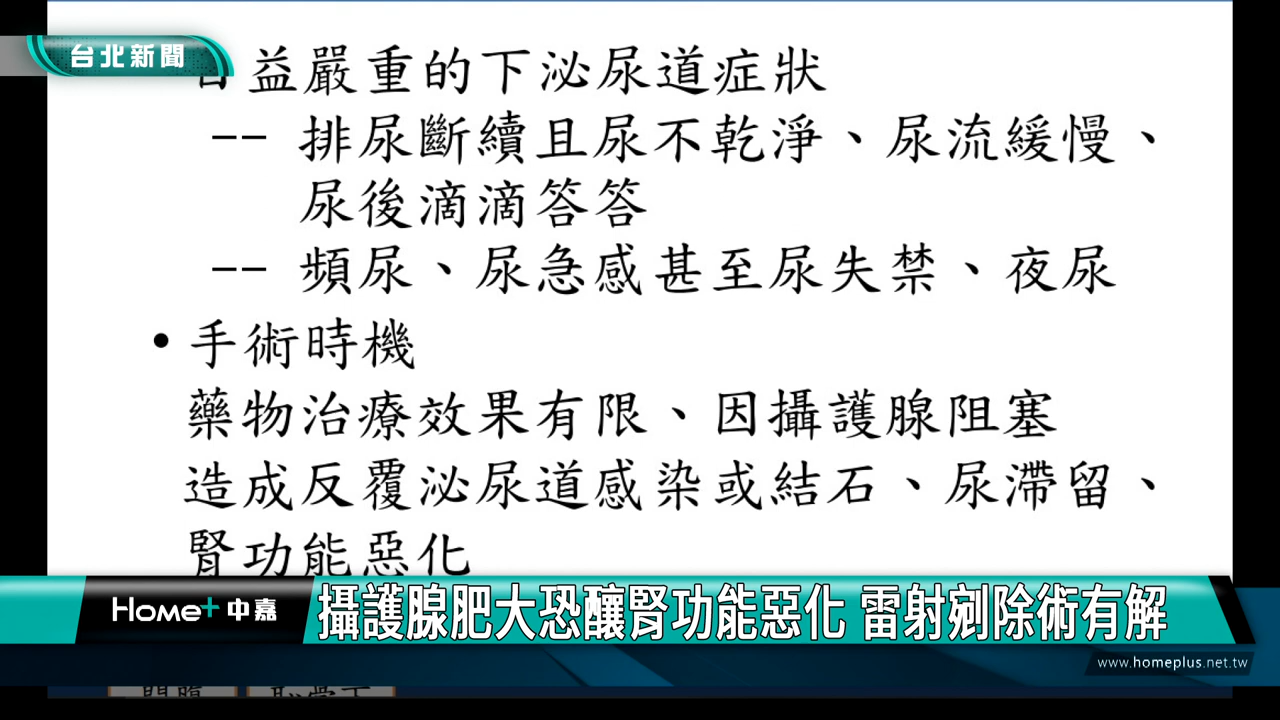 台北新聞
日益嚴重的下泌尿道症狀
-- 排尿斷續且尿不乾淨、尿流緩慢、
尿後滴滴答答
-- 頻尿、尿急感甚至尿失禁、夜尿
• 手術時機
藥物治療效果有限、因攝護腺阻塞
造成反覆泌尿道感染或結石、尿滯留、
腎功能惡化
Home+ 中嘉
攝護腺肥大恐釀腎功能惡化 雷射剜除術有解
www.homeplus.net.tw